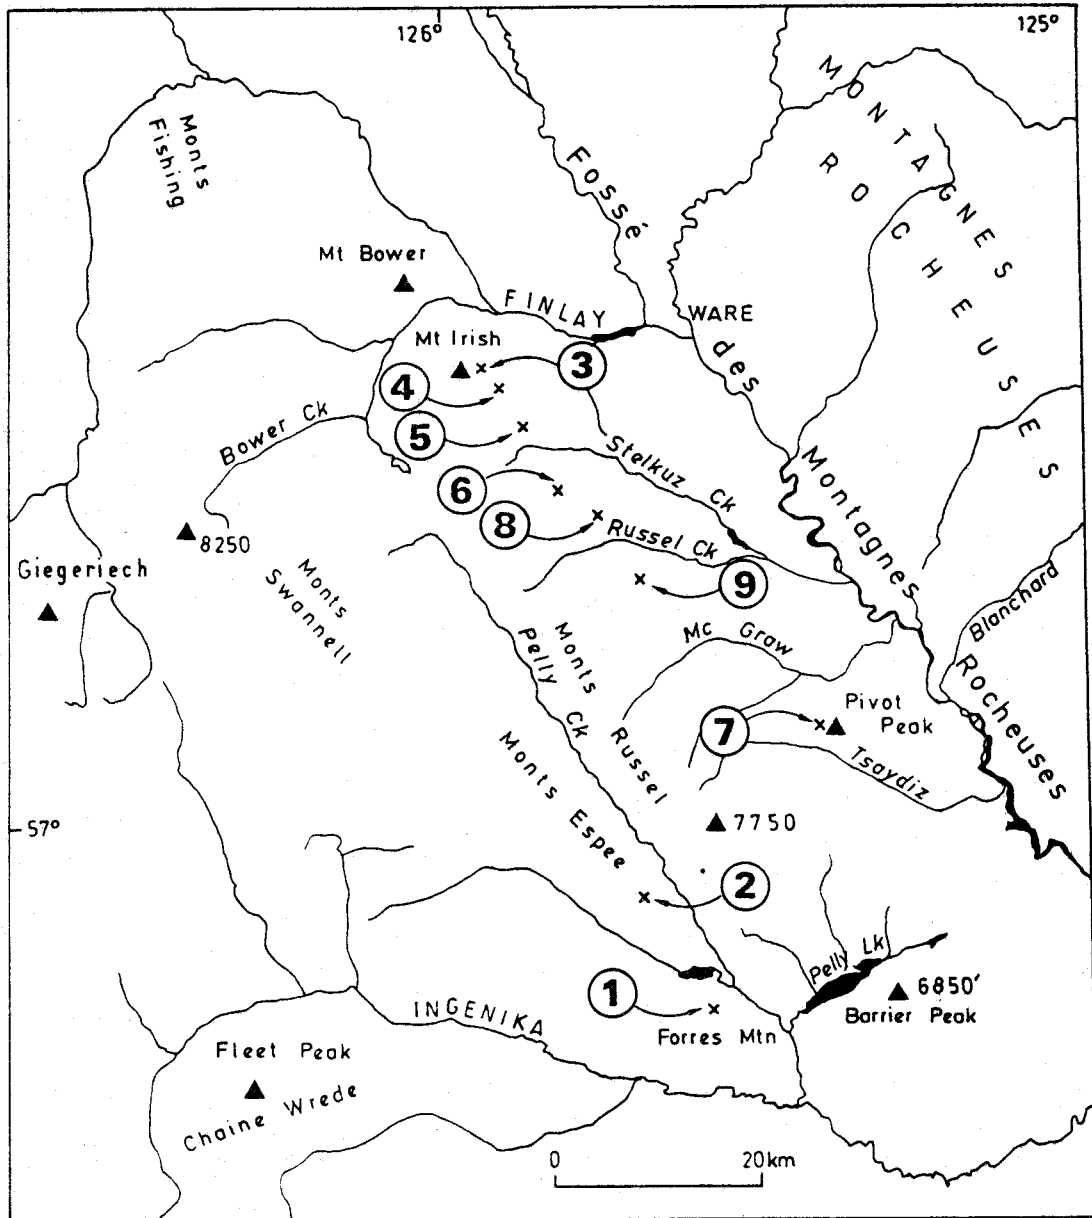 126°
125°
MONTAGNES
ROCHEUSES
Monts
Fishing
Fossé
Mt Bower
FINLAY
WARE
des
Mt Irish
3
4
5
Bower Ck
Stelkuz Ck
Montagnes
6
8
Russel Ck
8250
Giegeriech
Monts
Swannell
9
Blanchard
Mc Graw
Monts
Russel
Pelly Ck
Rocheuses
Pivot
Peak
7
Tsaydiz
Monts Espee
57°
7750
2
Pelly Lk
1
6850'
Barrier Peak
INGENIKA
Forres Mtn
Fleet Peak
Chaine Wrede
0 20km